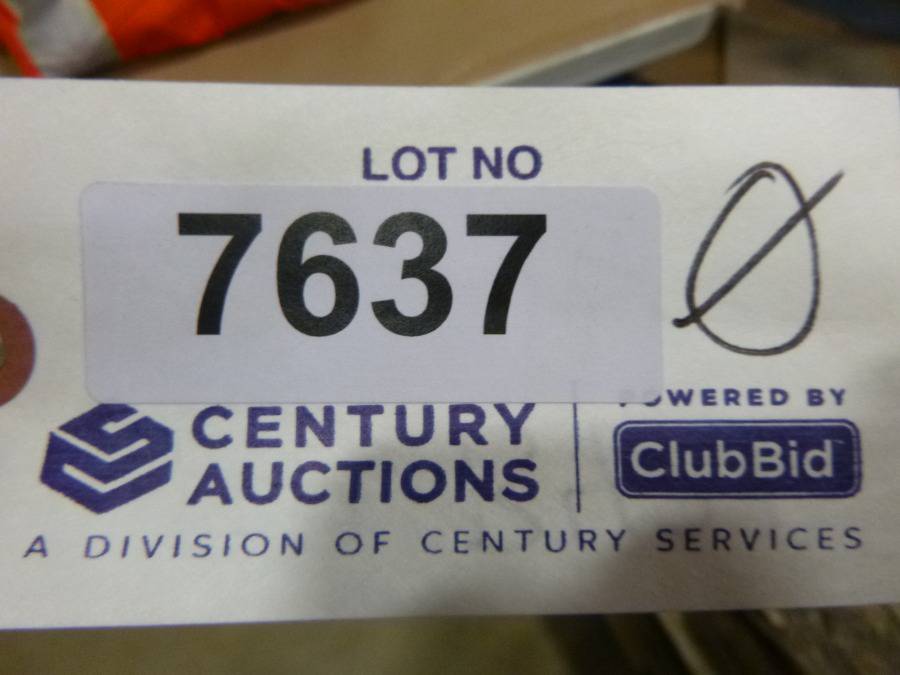 LOT NO
7637 Ø
CENTURY
AUCTIONS
POWERED BY
ClubBid
A DIVISION OF CENTURY SERVICES